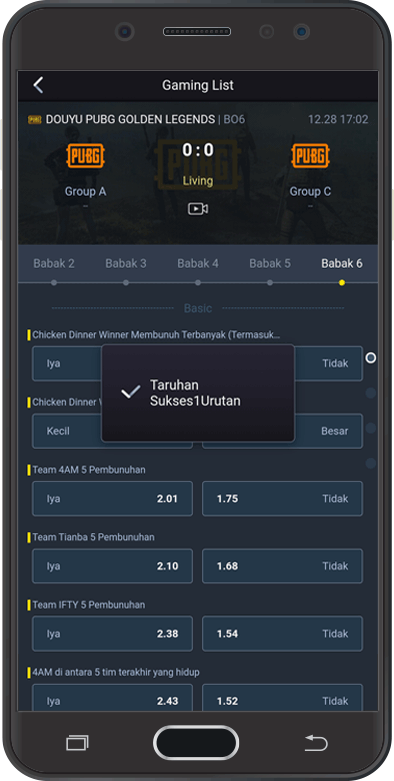 Gaming List
PUBG DOUYU PUBG GOLDEN LEGENDS | BO6 12.28 17:02
PUBG 0:0 PUBG
PUBG
Living
Group A Group C
– –
Babak 2 Babak 3 Babak 4 Babak 5 Babak 6
Basic
Chicken Dinner Winner Membunuh Terbanyak (Termasuk...
Iya Tidak
Taruhan
Sukses1Urutan
Chicken Dinner
Kecil Besar
Team 4AM 5 Pembunuhan
Iya 2.01 1.75 Tidak
Team Tianba 5 Pembunuhan
Iya 2.10 1.68 Tidak
Team IFTY 5 Pembunuhan
Iya 2.38 1.54 Tidak
4AM di antara 5 tim terakhir yang hidup
Iya 2.43 1.52 Tidak